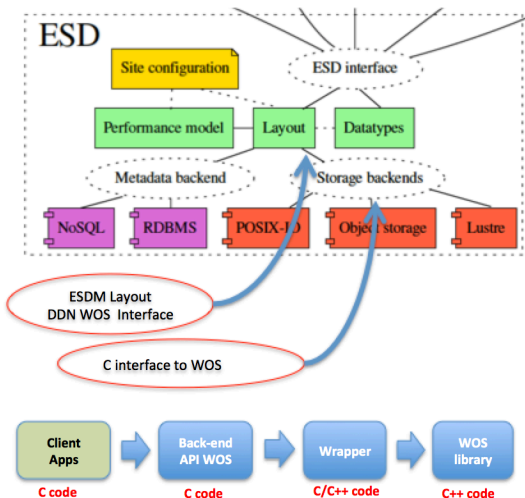 ESD
Site configuration
ESD interface
Performance model
Layout
Datatypes
Metadata backend
Storage backends
NoSQL
RDBMS
POSIX-IO
Object storage
Lustre
ESDM Layout
DDN WOS Interface
C interface to WOS
Client
Apps
Back-end
API WOS
Wrapper
WOS
library
C code
C code
C/C++ code
C++ code